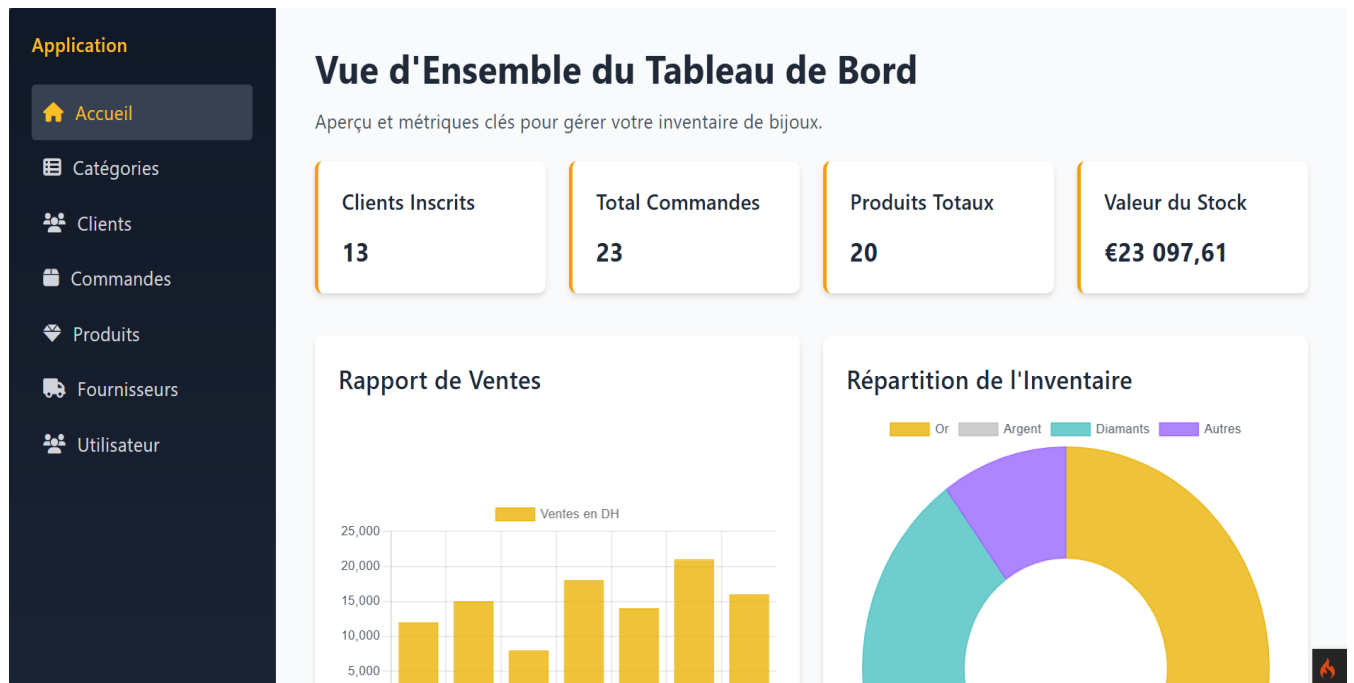 Application
Accueil
Catégories
Clients
Commandes
Produits
Fournisseurs
Utilisateur
Vue d'Ensemble du Tableau de Bord
Aperçu et métriques clés pour gérer votre inventaire de bijoux.
Clients Inscrits
13
Total Commandes
23
Produits Totaux
20
Valeur du Stock
€23 097,61
Rapport de Ventes
Ventes en DH
25,000
20,000
15,000
10,000
5,000
Répartition de l'Inventaire
Or Argent Diamants Autres